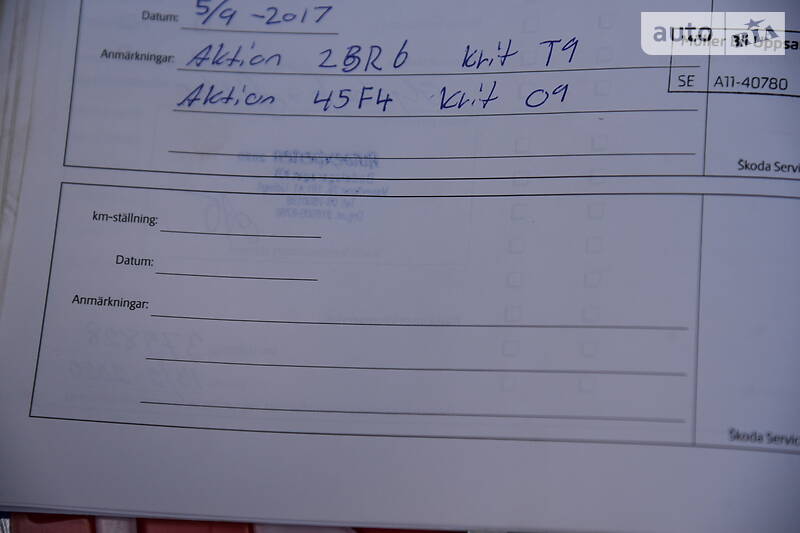 Datum: 5/9 -2017
auto RIA
Anmärkningar: Aktion 2BR6 Krit T9
SE A11-40780
Aktion 45F4 Krit 09
Škoda Servi
km-ställning:
Datum:
Anmärkningar:
Škoda Servic